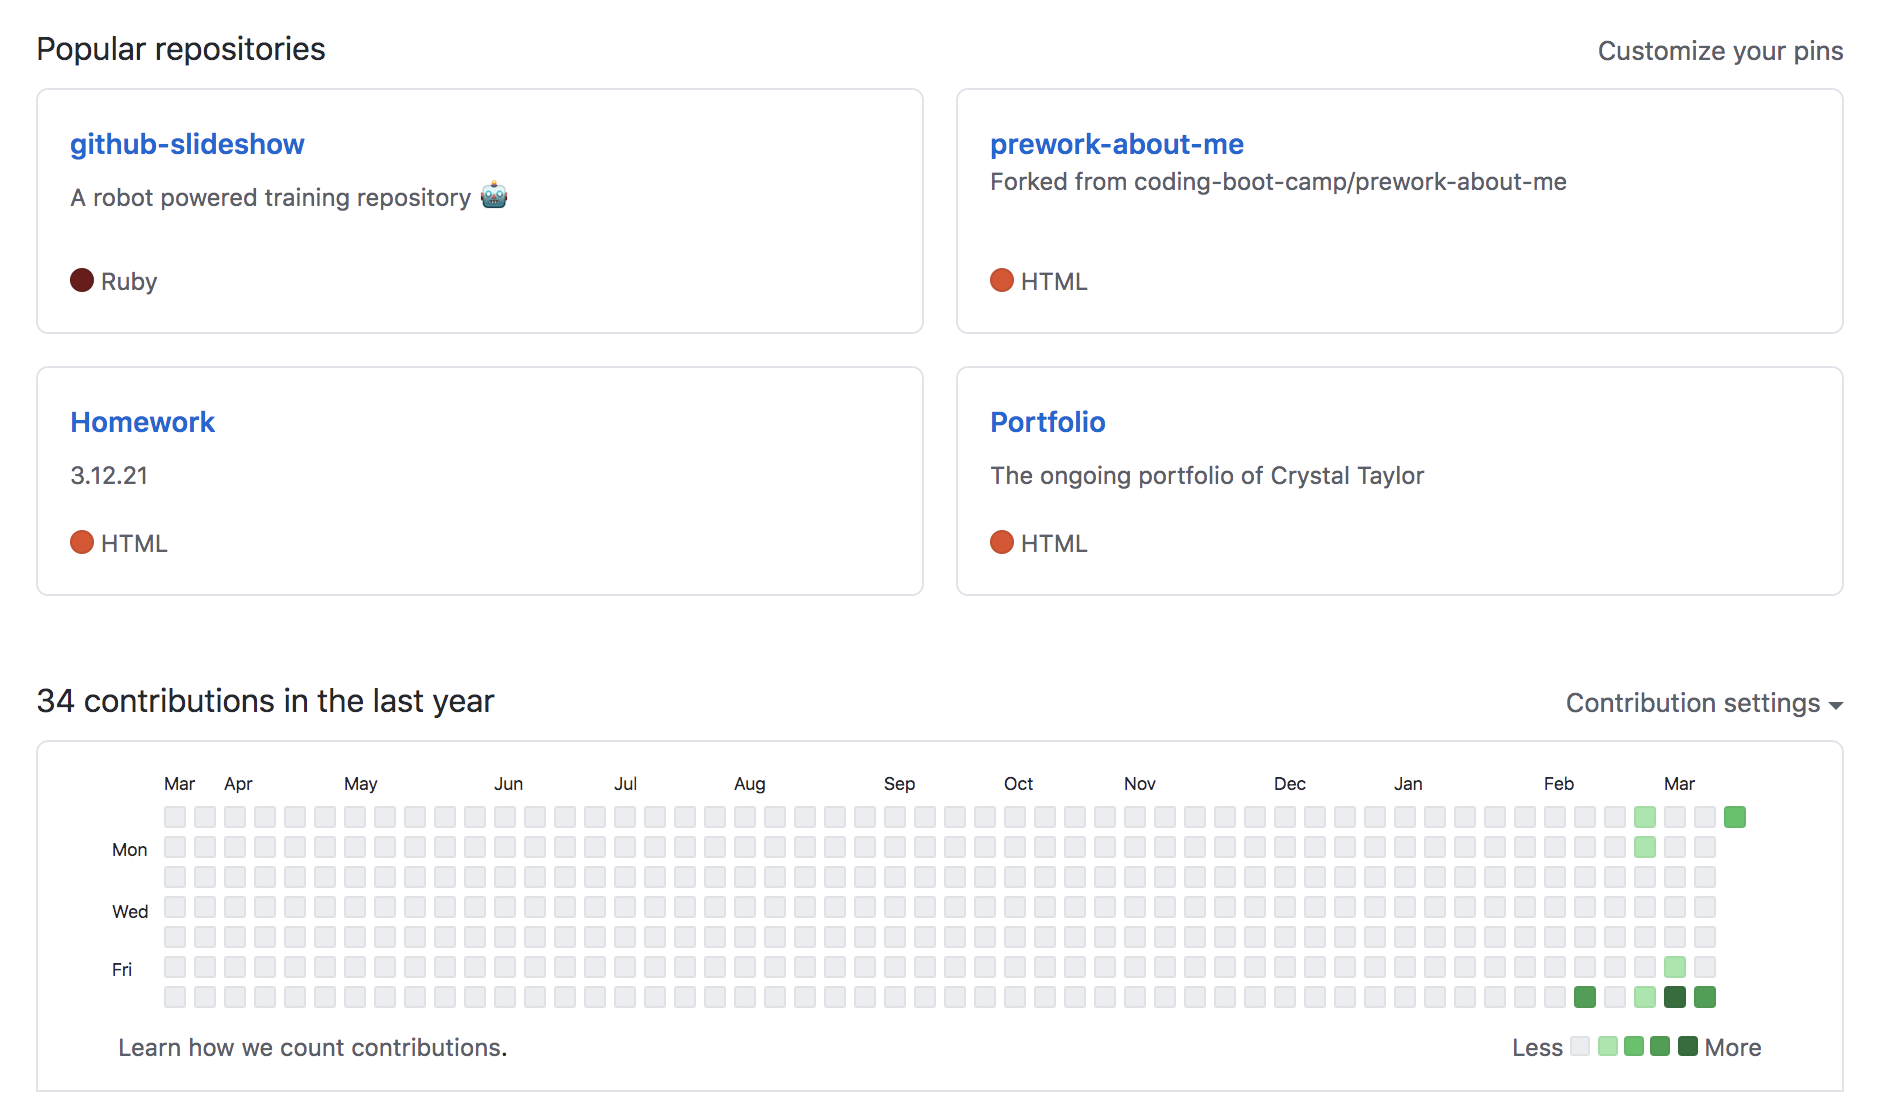 Popular repositories
Customize your pins
github-slideshow
A robot powered training repository 🤖
Ruby
prework-about-me
Forked from coding-boot-camp/prework-about-me
HTML
Homework
3.12.21
HTML
Portfolio
The ongoing portfolio of Crystal Taylor
HTML
34 contributions in the last year
Contribution settings
Mar Apr May Jun Jul Aug Sep Oct Nov Dec Jan Feb Mar
Mon
Wed
Fri
Learn how we count contributions.
Less More